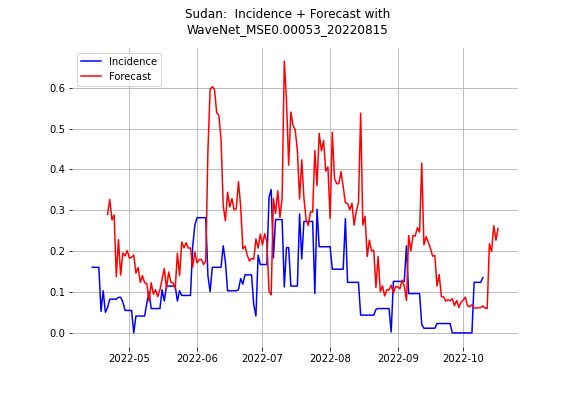 Sudan:  Incidence + Forecast with
WaveNet_MSE0.00053_20220815
Incidence
Forecast
0.6
0.5
0.4
0.3
0.2
0.1
0.0
2022-05 2022-06 2022-07 2022-08 2022-09 2022-10